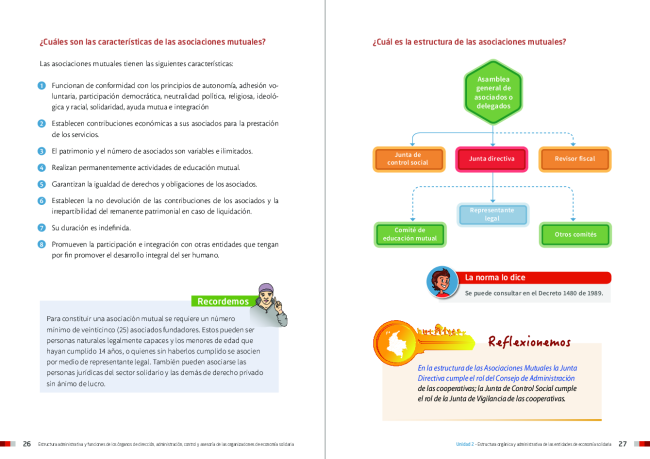 ¿Cuáles son las características de las asociaciones mutuales?
Las asociaciones mutuales tienen las siguientes características:
1 Funcionan de conformidad con los principios de autonomía, adhesión vo-
luntaria, participación democrática, neutralidad política, religiosa, ideoló-
gica y racial, solidaridad, ayuda mutua e integración
2 Establecen contribuciones económicas a sus asociados para la prestación
de los servicios.
3 El patrimonio y el número de asociados son variables e ilimitados.
4 Realizan permanentemente actividades de educación mutual.
5 Garantizan la igualdad de derechos y obligaciones de los asociados.
6 Establecen la no devolución de las contribuciones de los asociados y la
irrepartibilidad del remanente patrimonial en caso de liquidación.
7 Su duración es indefinida.
8 Promueven la participación e integración con otras entidades que tengan
por fin promover el desarrollo integral del ser humano.
Recordemos
Para constituir una asociación mutual se requiere un número
mínimo de veinticinco (25) asociados fundadores. Estos pueden ser
personas naturales legalmente capaces y los menores de edad que
hayan cumplido 14 años, o quienes sin haberlos cumplido se asocien
por medio de representante legal. También pueden asociarse las
personas jurídicas del sector solidario y las demás de derecho privado
sin ánimo de lucro.
26 Estructura administrativa y funciones de los órganos de dirección, administración, control y asesoría de las organizaciones de economía solidaria
¿Cuál es la estructura de las asociaciones mutuales?
Asamblea
general de
asociados o
delegados
Junta de
control social
Junta directiva
Revisor fiscal
Representante
legal
Comité de
educación mutual
Otros comités
La norma lo dice
Se puede consultar en el Decreto 1480 de 1989.
Reflexionemos
En la estructura de las Asociaciones Mutuales la Junta
Directiva cumple el rol del Consejo de Administración
de las cooperativas; la Junta de Control Social cumple
el rol de la Junta de Vigilancia de las cooperativas.
Unidad 2 - Estructura orgánica y administrativa de las entidades de economía solidaria 27